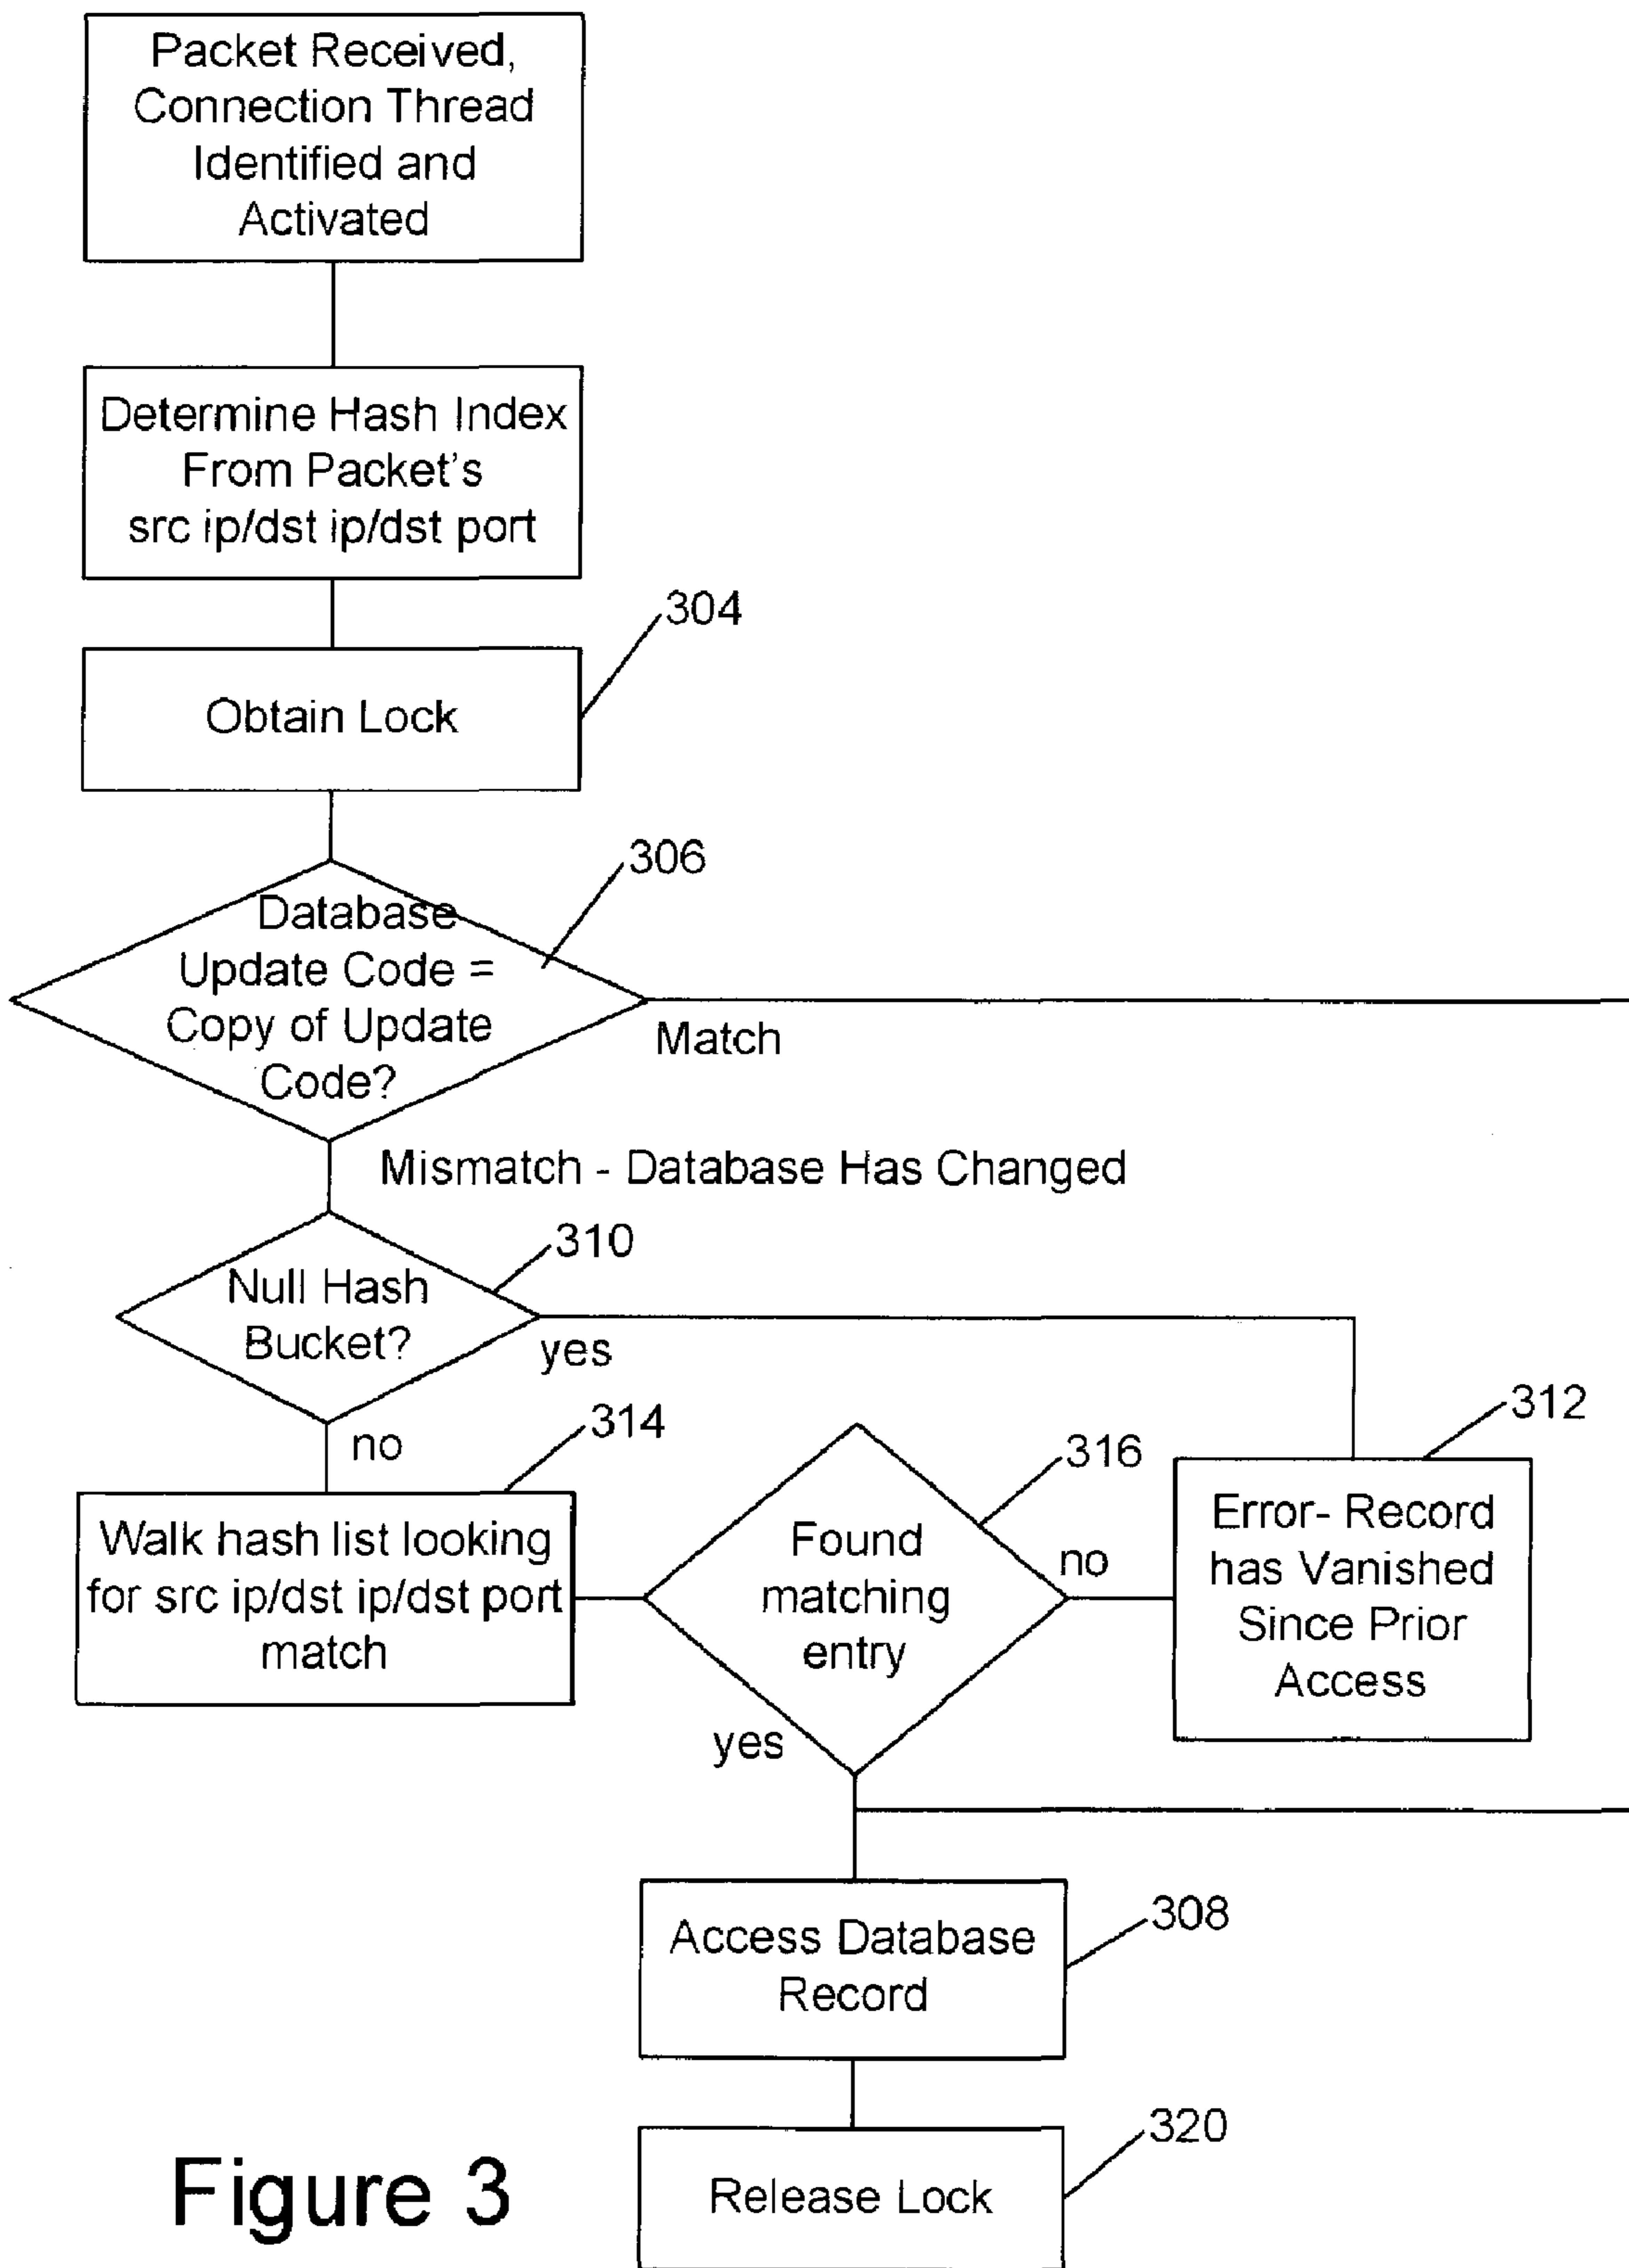 Packet Received,
Connection Thread
Identified and
Activated
Determine Hash Index
From Packet's
src ip/dst ip/dst port
304
Obtain Lock
306
Database
Update Code =
Copy of Update
Code?
Match
Mismatch - Database Has Changed
310
Null Hash
Bucket?
yes
312
314
no
316
Walk hash list looking
for src ip/dst ip/dst port
match
Found
matching
entry
no
Error- Record
has Vanished
Since Prior
Access
yes
308
Access Database
Record
320
Release Lock
Figure 3